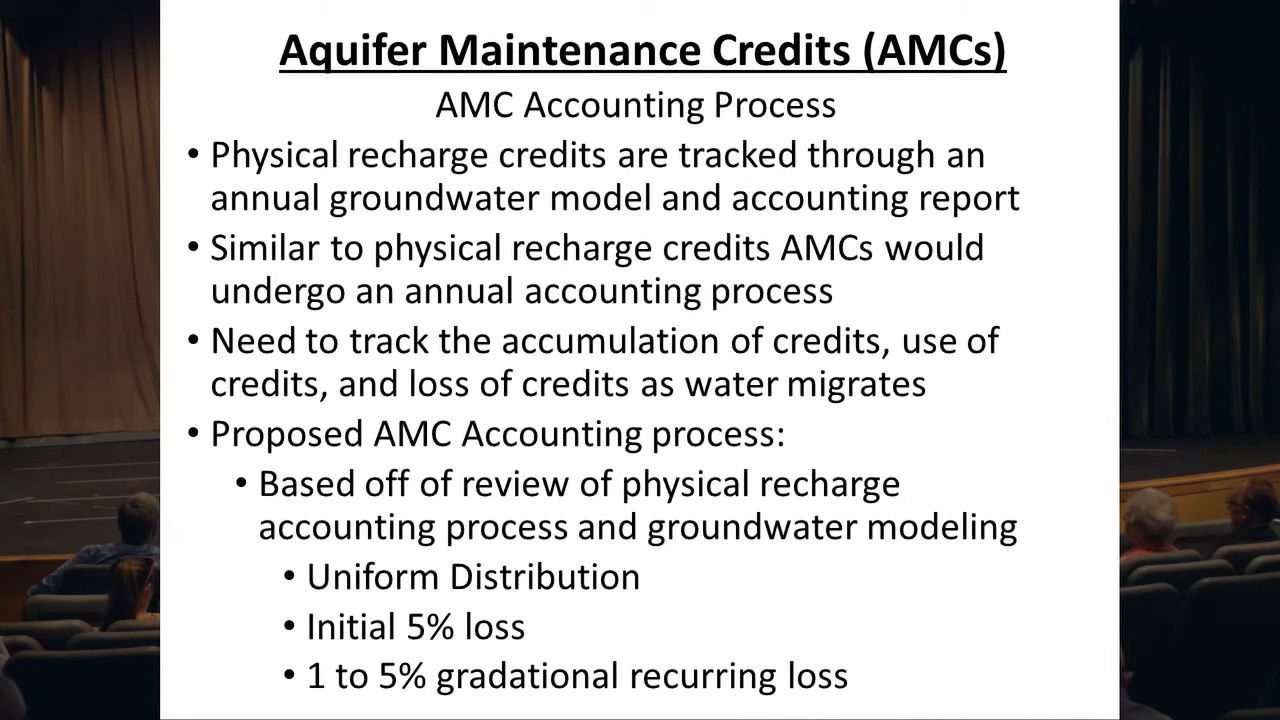 Aquifer Maintenance Credits (AMCs)
AMC Accounting Process
• Physical recharge credits are tracked through an
annual groundwater model and accounting report
• Similar to physical recharge credits AMCs would
undergo an annual accounting process
• Need to track the accumulation of credits, use of
credits, and loss of credits as water migrates
• Proposed AMC Accounting process:
• Based off of review of physical recharge
accounting process and groundwater modeling
• Uniform Distribution
• Initial 5% loss
• 1 to 5% gradational recurring loss